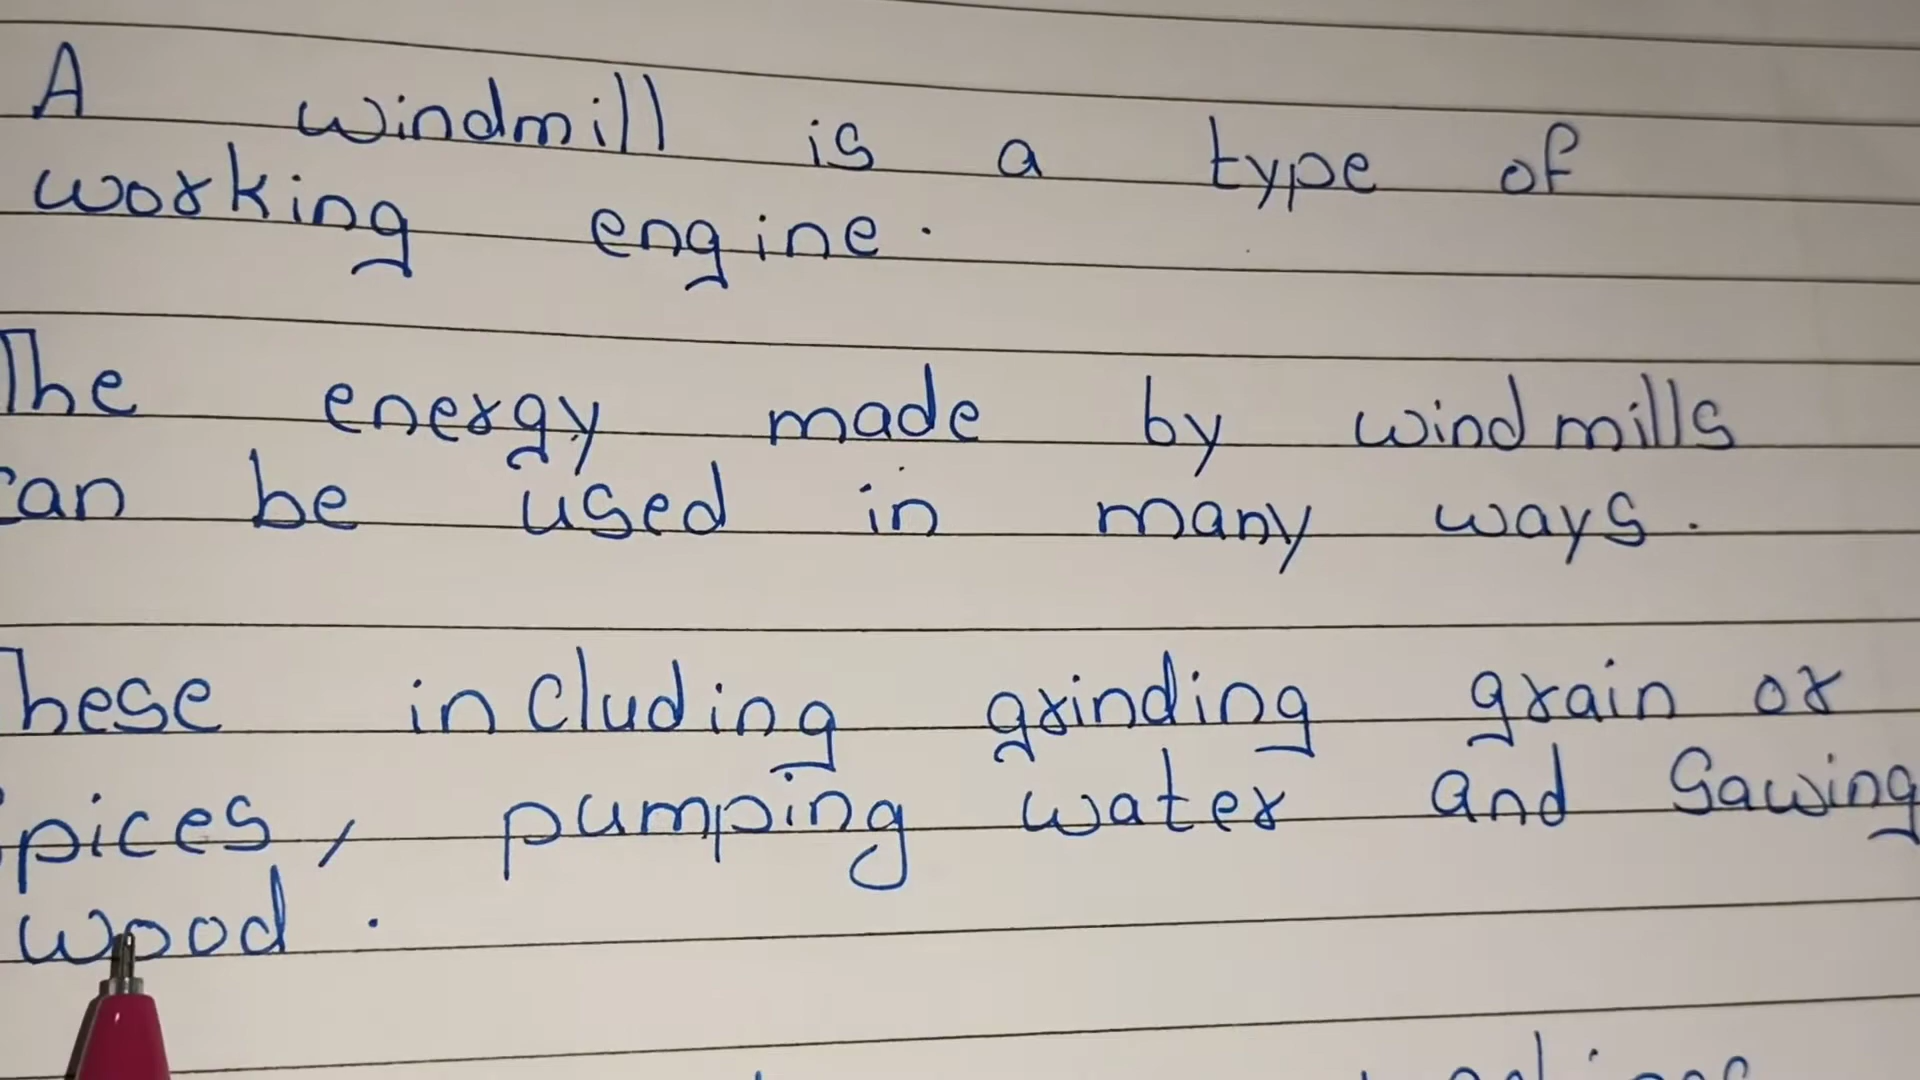 A windmill is a type of
working engine.
The energy made by windmills
can be used in many ways.
These including grinding grain or
spices, pumping water and Sawing
wood.